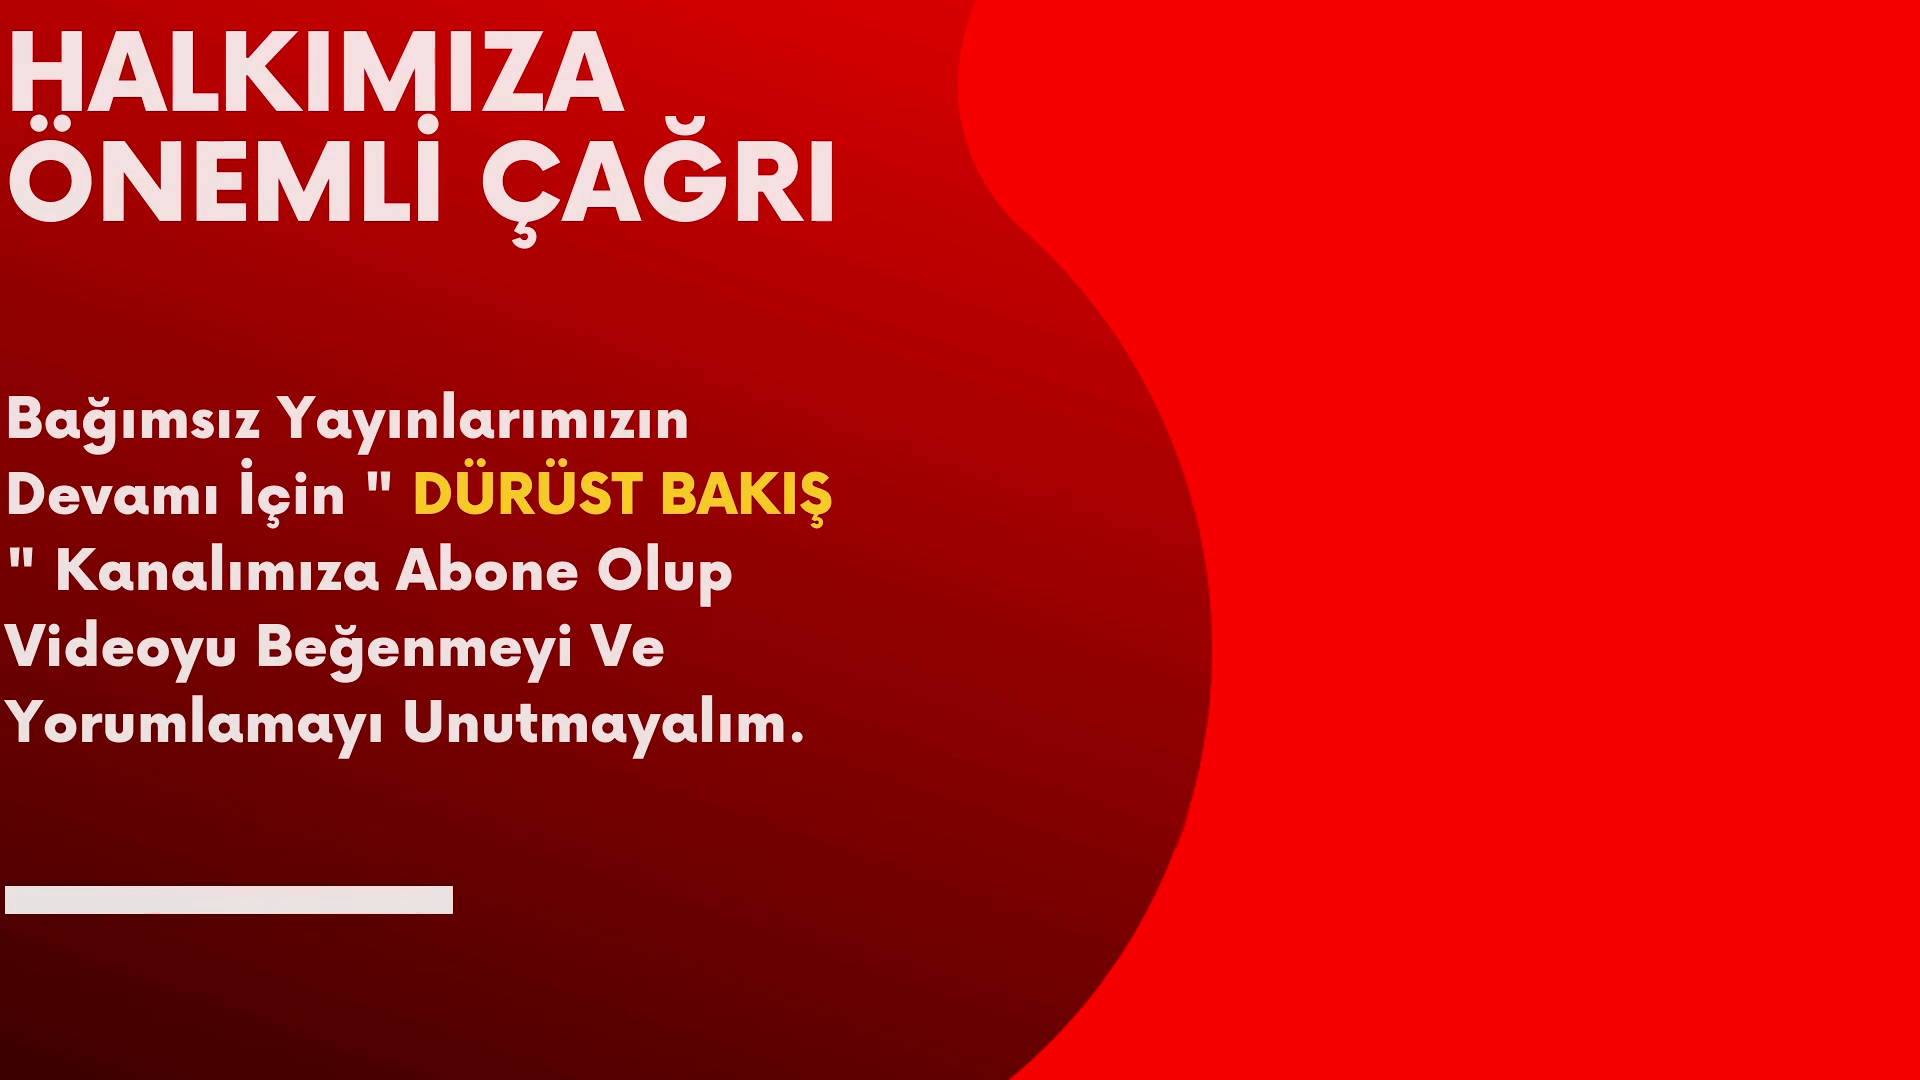 HALKIMIZA
ÖNEMLİ ÇAĞRI
Bağımsız Yayınlarımızın
Devamı İçin " DÜRÜST BAKIŞ
" Kanalımıza Abone Olup
Videoyu Beğenmeyi Ve
Yorumlamayı Unutmayalım.